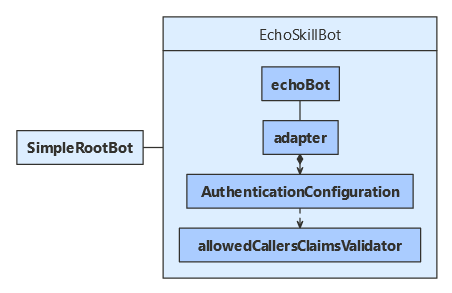 EchoSkillBot
echoBot
adapter
SimpleRootBot
AuthenticationConfiguration
allowedCallersClaimsValidator